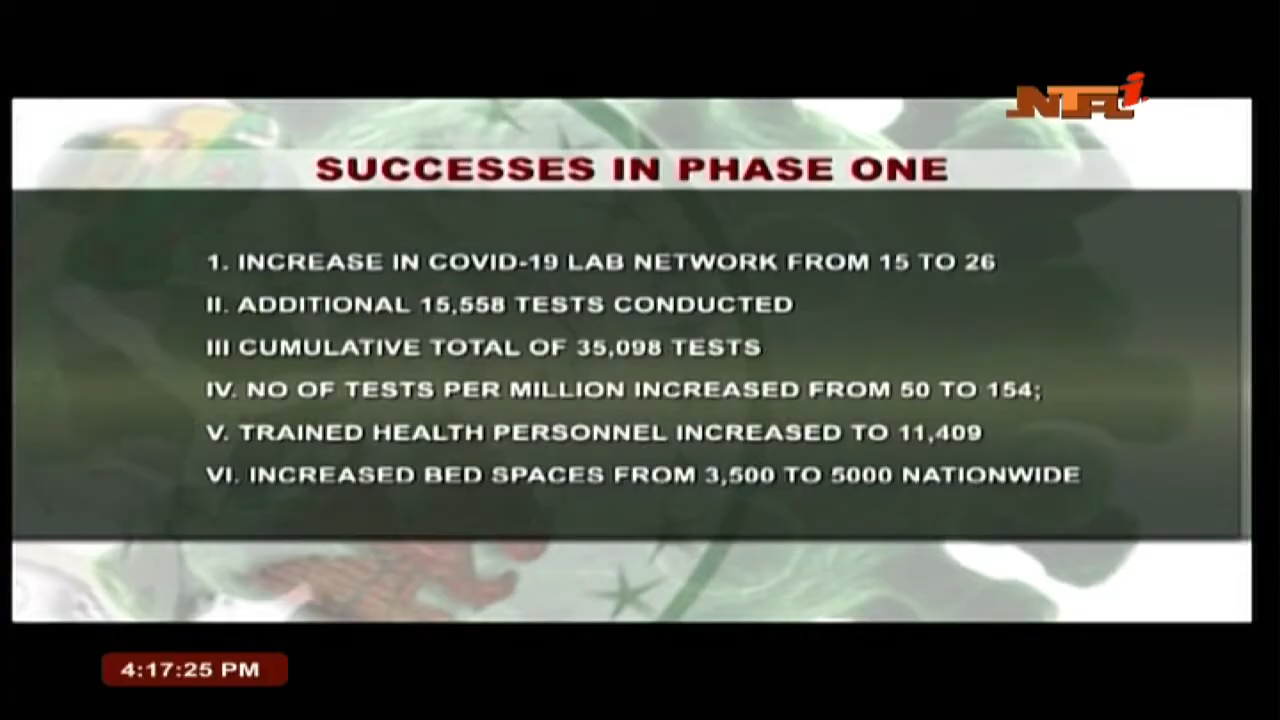 NTAi
SUCCESSES IN PHASE ONE
1. INCREASE IN COVID-19 LAB NETWORK FROM 15 TO 26
II. ADDITIONAL 15,558 TESTS CONDUCTED
III CUMULATIVE TOTAL OF 35,098 TESTS
IV. NO OF TESTS PER MILLION INCREASED FROM 50 TO 154;
V. TRAINED HEALTH PERSONNEL INCREASED TO 11,409
VI. INCREASED BED SPACES FROM 3,500 TO 5000 NATIONWIDE
4:17:25 PM